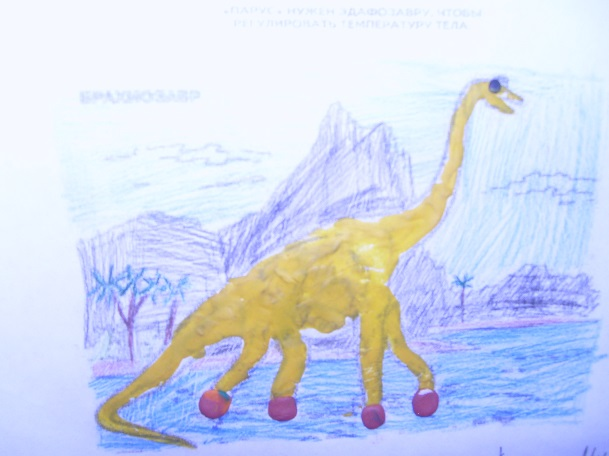 «ПАРУС» НУЖЕН ЭДАФОЗАВРУ, ЧТОБЫ
РЕГУЛИРОВАТЬ ТЕМПЕРАТУРУ ТЕЛА
БРАХИОЗАВР